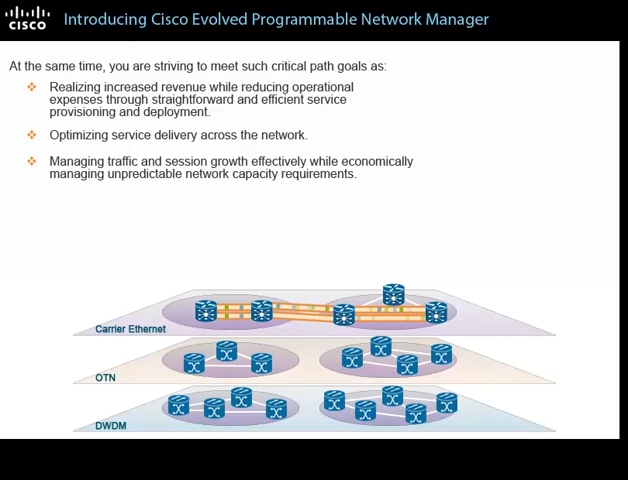 CISCO
Introducing Cisco Evolved Programmable Network Manager
At the same time, you are striving to meet such critical path goals as:
Realizing increased revenue while reducing operational
expenses through straightforward and efficient service
provisioning and deployment.
Optimizing service delivery across the network.
Managing traffic and session growth effectively while economically
managing unpredictable network capacity requirements.
Carrier Ethernet
OTN
DWDM